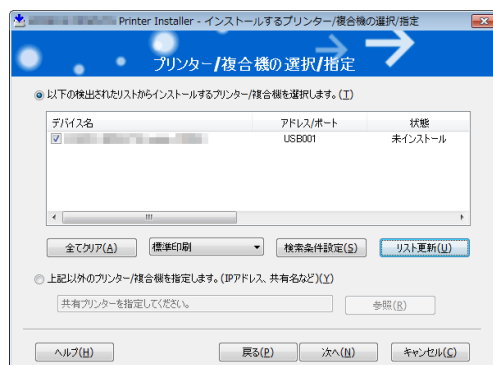 Printer Installer - インストールするプリンター/複合機の選択/指定
プリンター/複合機の選択/指定
以下の検出されたリストからインストールするプリンター/複合機を選択します。(T)
デバイス名 アドレス/ポート 状態
USB001 未インストール
全てクリア(A) 標準印刷 検索条件設定(S) リスト更新(U)
上記以外のプリンター/複合機を指定します。(IPアドレス、共有名など)(Y)
共有プリンターを指定してください。 参照(R)
ヘルプ(H) 戻る(P) 次へ(N) キャンセル(C)